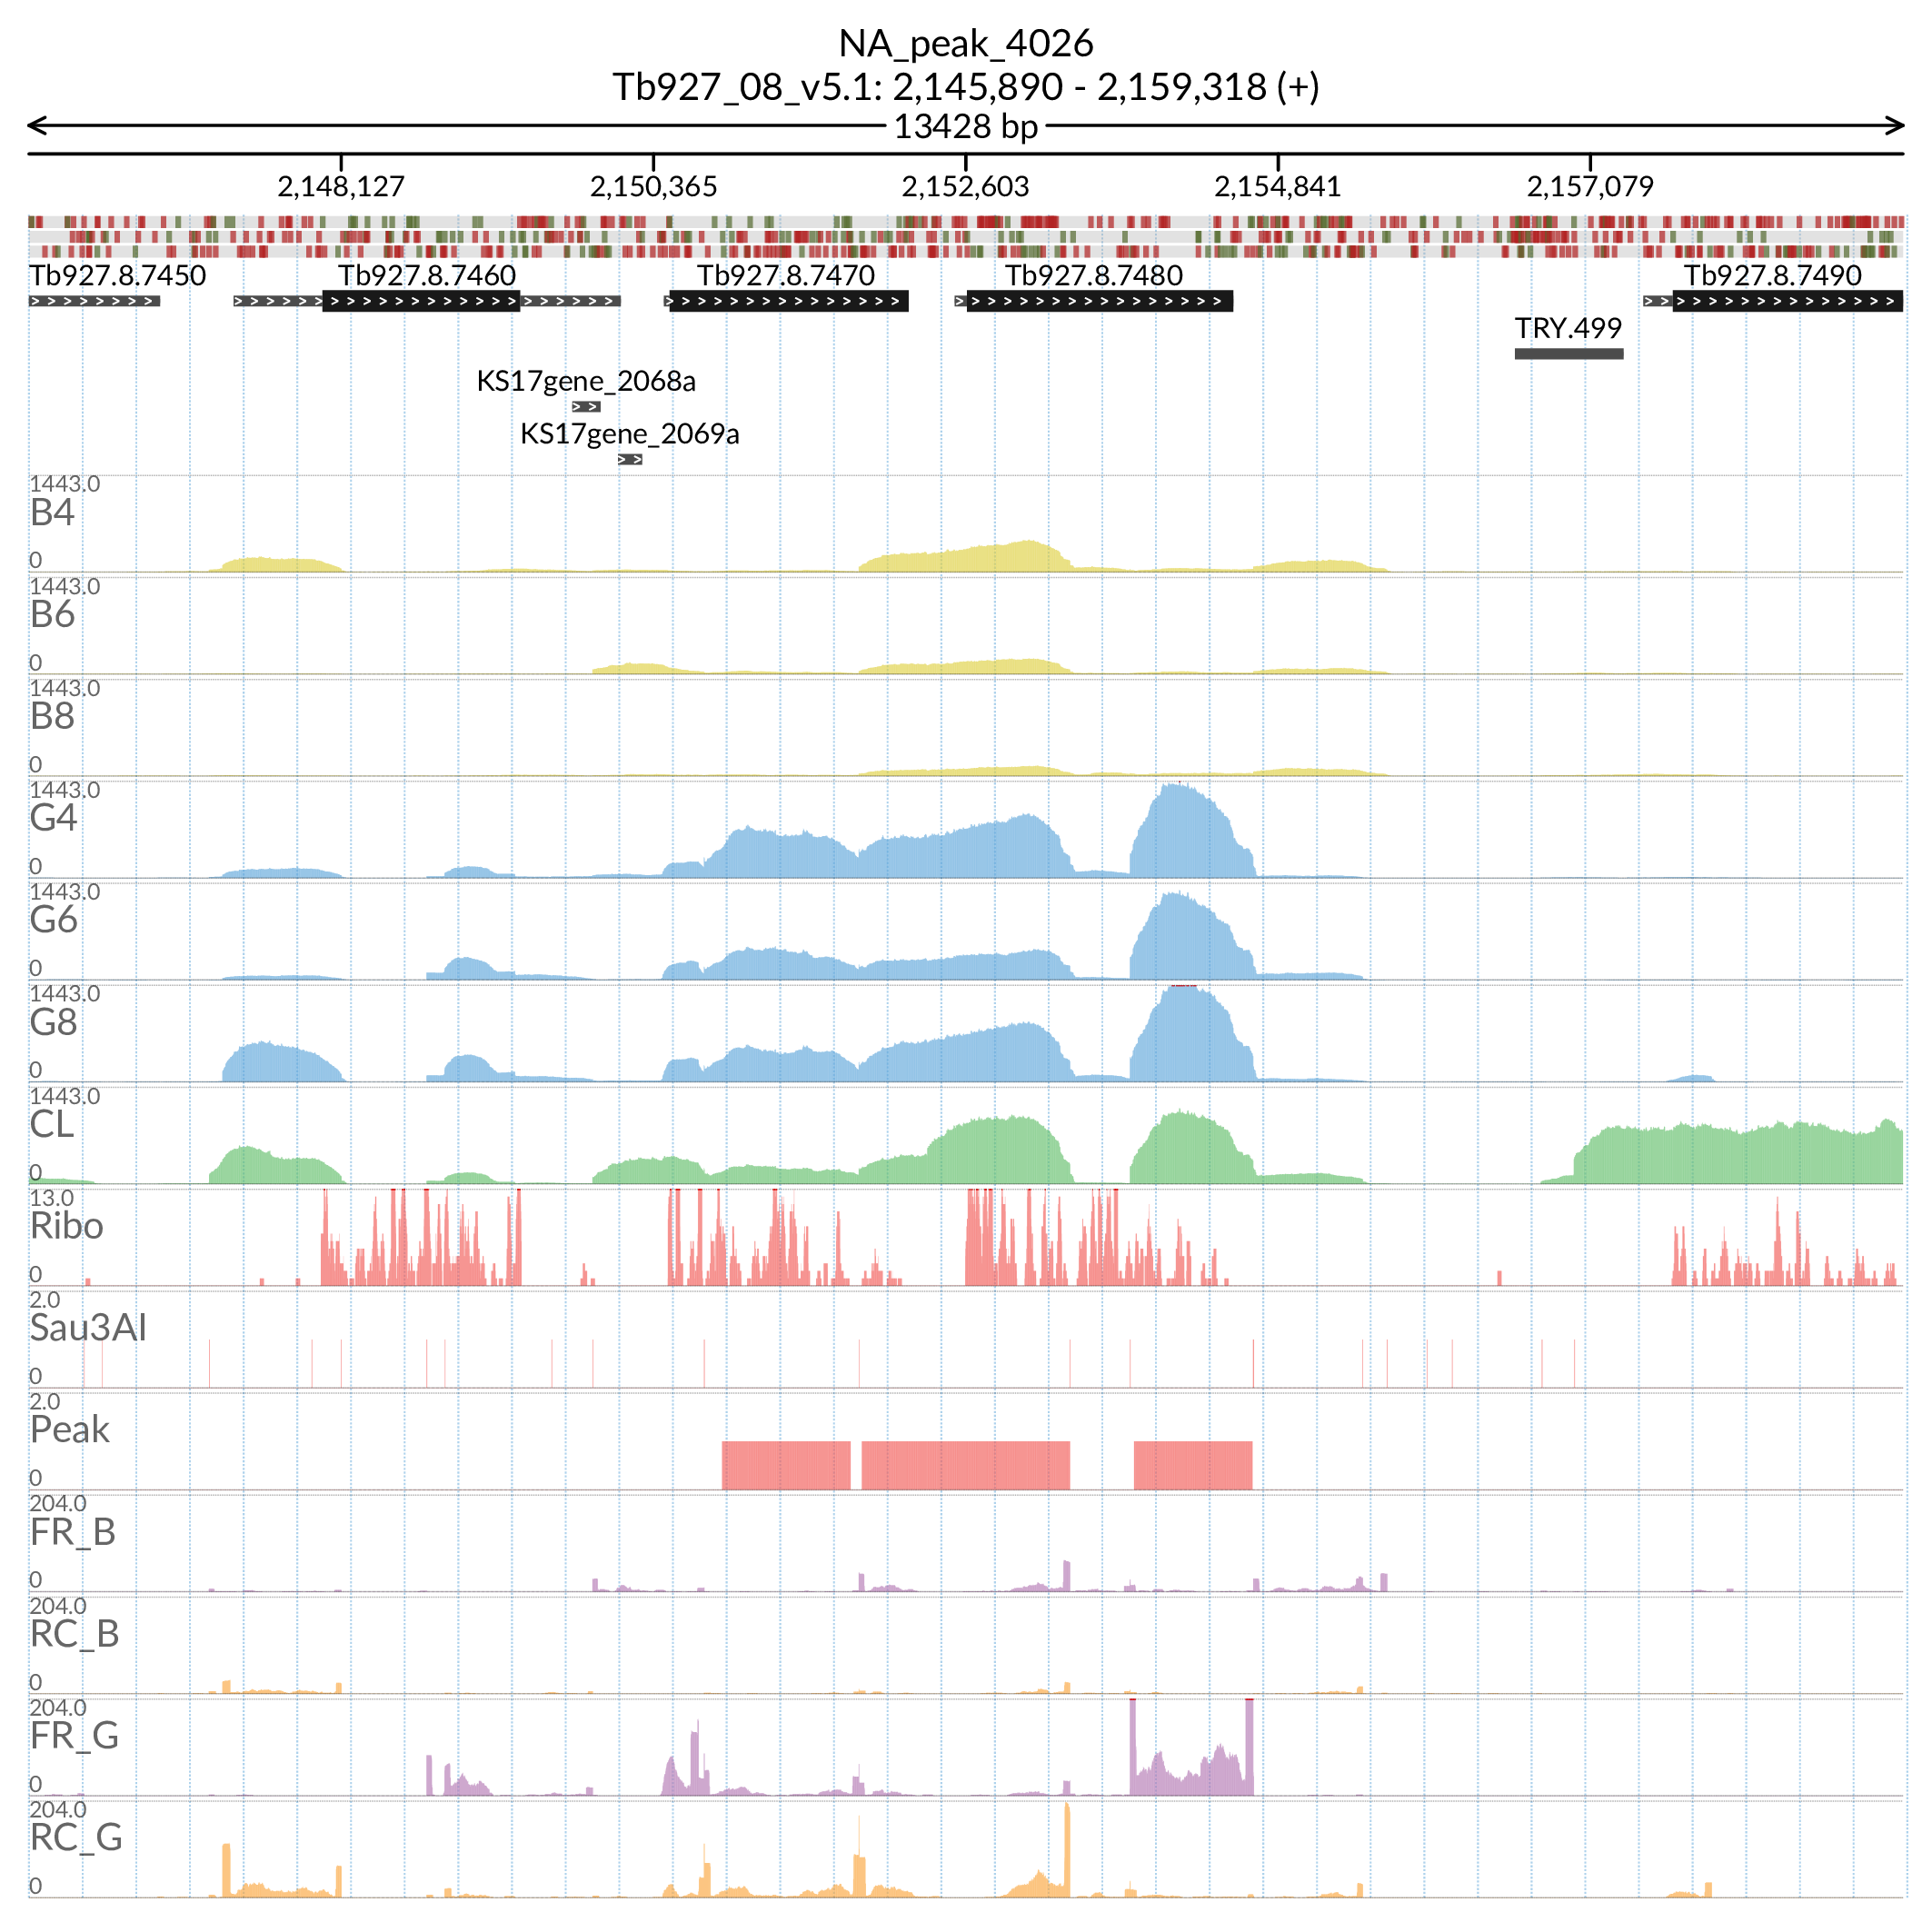 NA_peak_4026
Tb927_08_v5.1: 2,145,890 - 2,159,318 (+)
13428 bp
2,148,127 2,150,365 2,152,603 2,154,841 2,157,079
Tb927.8.7450 Tb927.8.7460 Tb927.8.7470 Tb927.8.7480 Tb927.8.7490
TRY.499
KS17gene_2068a
KS17gene_2069a
1443.0
B4
0
1443.0
B6
0
1443.0
B8
0
1443.0
G4
0
1443.0
G6
0
1443.0
G8
0
1443.0
CL
0
13.0
Ribo
0
2.0
Sau3AI
0
2.0
Peak
0
204.0
FR_B
0
204.0
RC_B
0
204.0
FR_G
0
204.0
RC_G
0